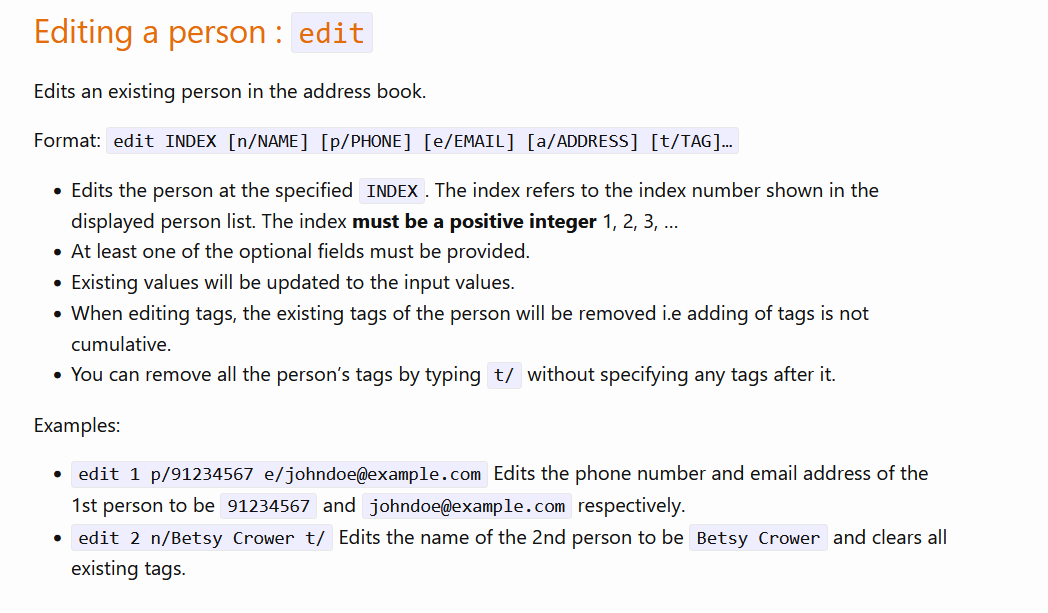 Editing a person : edit
Edits an existing person in the address book.
Format: edit INDEX [n/NAME] [p/PHONE] [e/EMAIL] [a/ADDRESS] [t/TAG]…
• Edits the person at the specified INDEX. The index refers to the index number shown in the
displayed person list. The index must be a positive integer 1, 2, 3, …
• At least one of the optional fields must be provided.
• Existing values will be updated to the input values.
• When editing tags, the existing tags of the person will be removed i.e adding of tags is not
cumulative.
• You can remove all the person’s tags by typing t/ without specifying any tags after it.
Examples:
• edit 1 p/91234567 e/johndoe@example.com Edits the phone number and email address of the
1st person to be 91234567 and johndoe@example.com respectively.
• edit 2 n/Betsy Crower t/ Edits the name of the 2nd person to be Betsy Crower and clears all
existing tags.